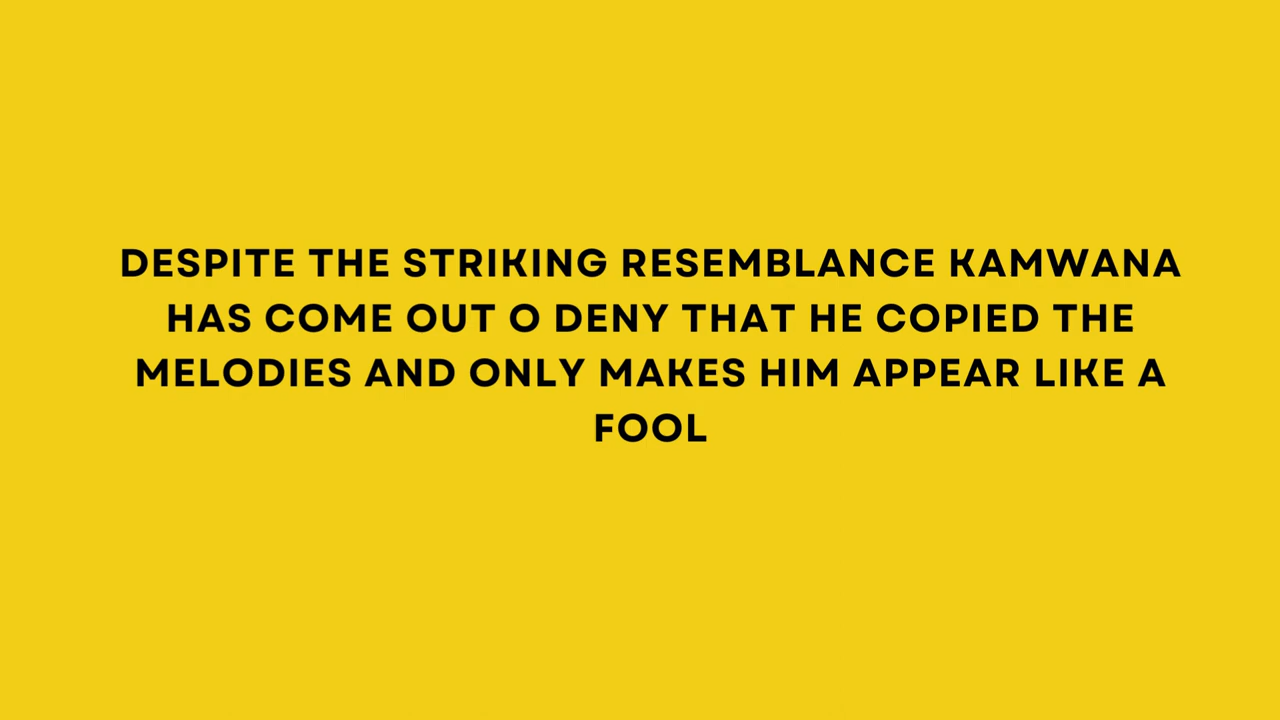 DESPITE THE STRIKING RESEMBLANCE KAMWANA
HAS COME OUT O DENY THAT HE COPIED THE
MELODIES AND ONLY MAKES HIM APPEAR LIKE A
FOOL